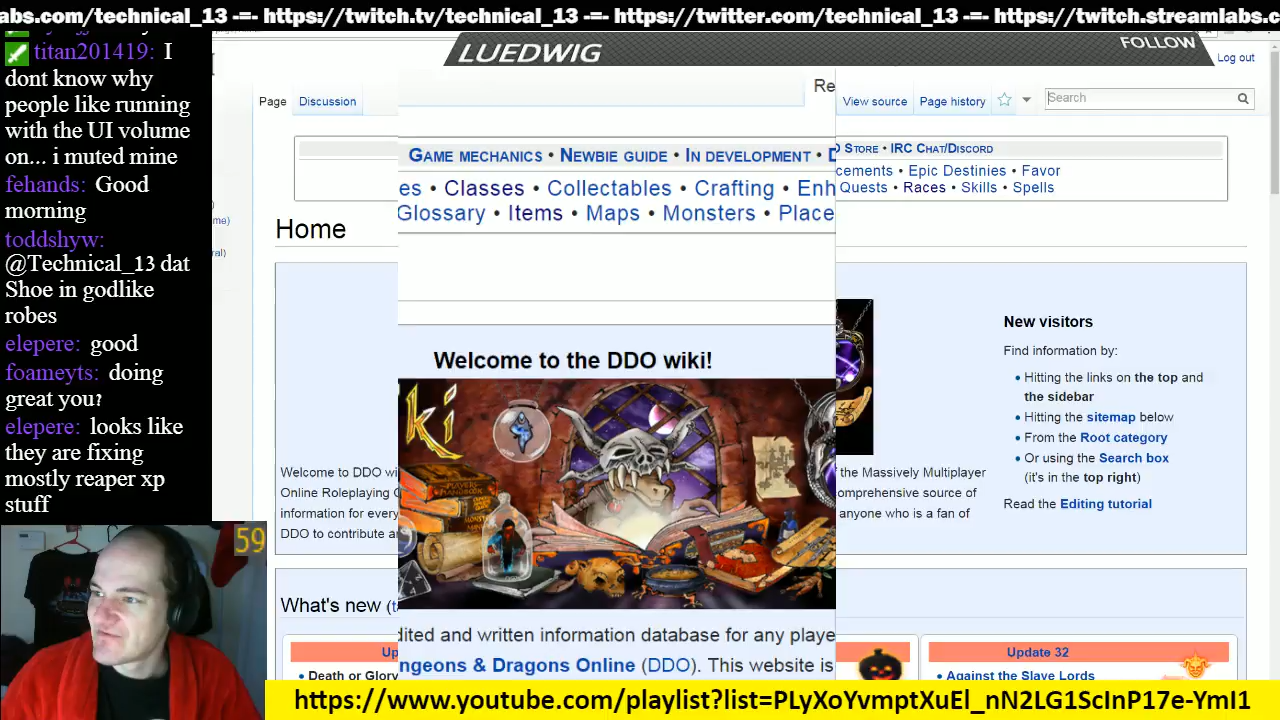 abs.com/technical_13 -=- https://twitch.tv/technical_13 -=- https://twitter.com/technical_13 -=- https://twitch.streamlabs.c
titan201419: I
dont know why
people like running
with the UI volume
on... i muted mine
fehands: Good
morning
toddshyw:
@Technical_13 dat
Shoe in godlike
robes
elepere: good
foameyts: doing
great you?
elepere: looks like
they are fixing
mostly reaper xp
stuff
59
LUEDWIG
FOLLOW
Log out
Page Discussion
Re
View source Page history
Search
Game mechanics • Newbie guide • In development • D
es • Classes • Collectables • Crafting • Enh
Glossary • Items • Maps • Monsters • Place
D Store • IRC Chat/Discord
cements • Epic Destinies • Favor
Quests • Races • Skills • Spells
me)
ral)
Home
Welcome to the DDO wiki!
ki
New visitors
Find information by:
• Hitting the links on the top and
the sidebar
• Hitting the sitemap below
• From the Root category
• Or using the Search box
(it's in the top right)
Read the Editing tutorial
Welcome to DDO wi
Online Roleplaying G
information for every
DDO to contribute an
f the Massively Multiplayer
omprehensive source of
anyone who is a fan of
dited and written information database for any playe
ngeons & Dragons Online (DDO). This website is
What's new (t
Up
Death or Glory
Update 32
Against the Slave Lords
https://www.youtube.com/playlist?list=PLyXoYvmptXuEl_nN2LG1ScInP17e-YmI1